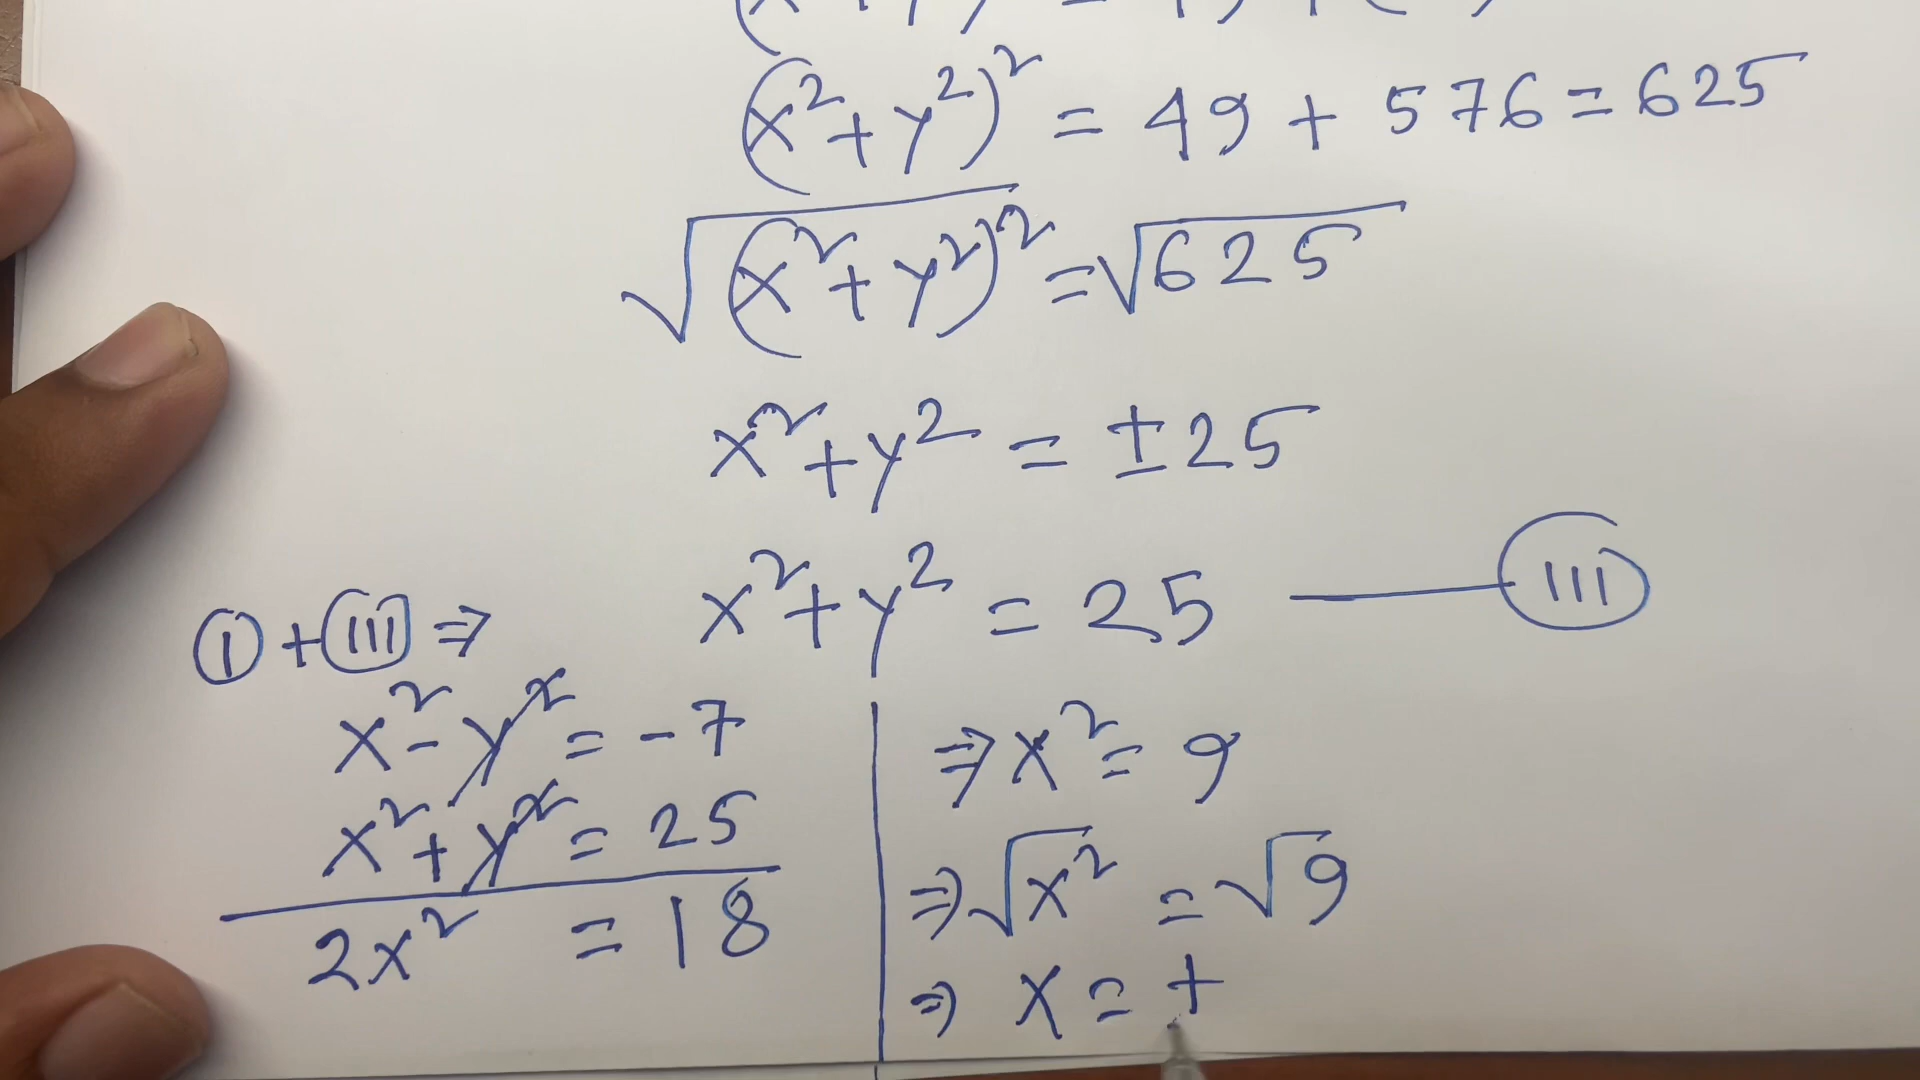 (x²+y²)² = 49 + 576 = 625
√(x²+y²)² = √625
x²+y² = ±25
x²+y² = 25 —— III
I + III ⇒
x²-y² = -7
x²+y² = 25
2x² = 18
⇒ x² = 9
⇒ √x² = √9
⇒ x = +